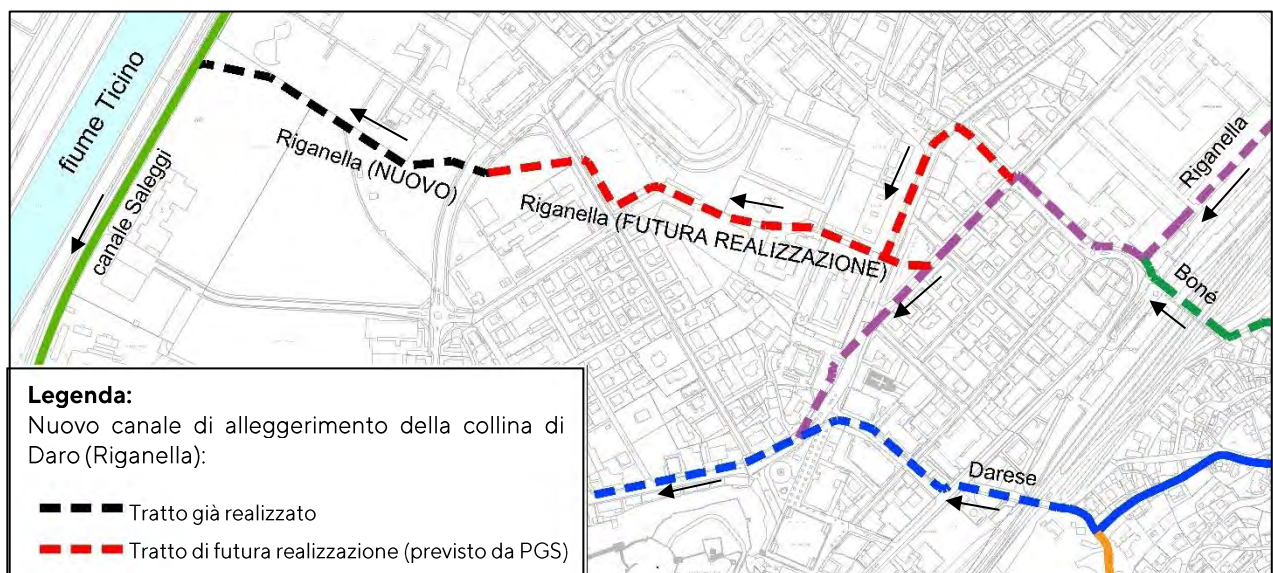 fiume Ticino
canale Saleggi
Riganella (NUOVO)
Riganella (FUTURA REALIZZAZIONE)
Riganella
Boné
Darese
Legenda:
Nuovo canale di alleggerimento della collina di
Daro (Riganella):
Tratto già realizzato
Tratto di futura realizzazione (previsto da PGS)